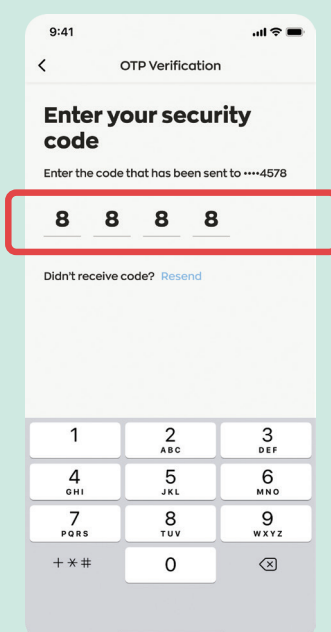 9:41
OTP Verification
Enter your security
code
Enter the code that has been sent to ••••4578
8 8 8 8
Didn't receive code? Resend
1 2 3
ABC DEF
4 5 6
GHI JKL MNO
7 8 9
PQRS TUV WXYZ
+*# 0